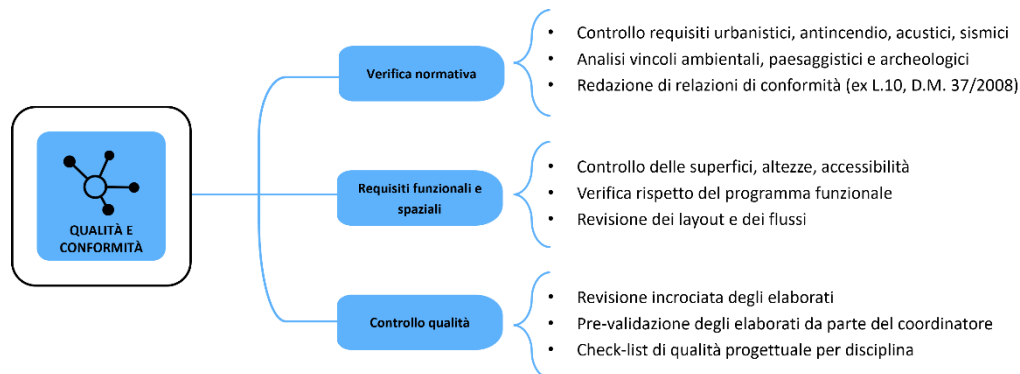 QUALITÀ E
CONFORMITÀ
Verifica normativa
• Controllo requisiti urbanistici, antincendio, acustici, sismici
• Analisi vincoli ambientali, paesaggistici e archeologici
• Redazione di relazioni di conformità (ex L.10, D.M. 37/2008)
Requisiti funzionali e
spaziali
• Controllo delle superfici, altezze, accessibilità
• Verifica rispetto del programma funzionale
• Revisione dei layout e dei flussi
Controllo qualità
• Revisione incrociata degli elaborati
• Pre-validazione degli elaborati da parte del coordinatore
• Check-list di qualità progettuale per disciplina